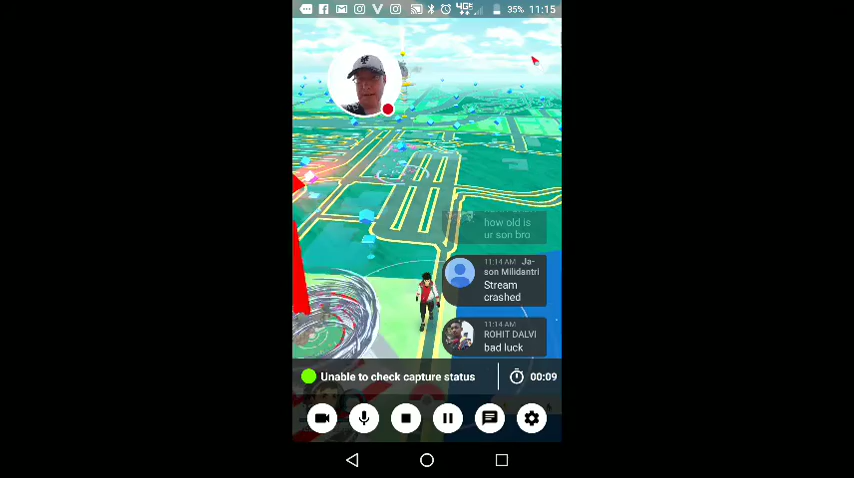 4GE
35% 11:15
how old is
ur son bro
11:14 AM Ja-
son Milidantri
Stream
crashed
11:14 AM
ROHIT DALVI
bad luck
Unable to check capture status
00:09